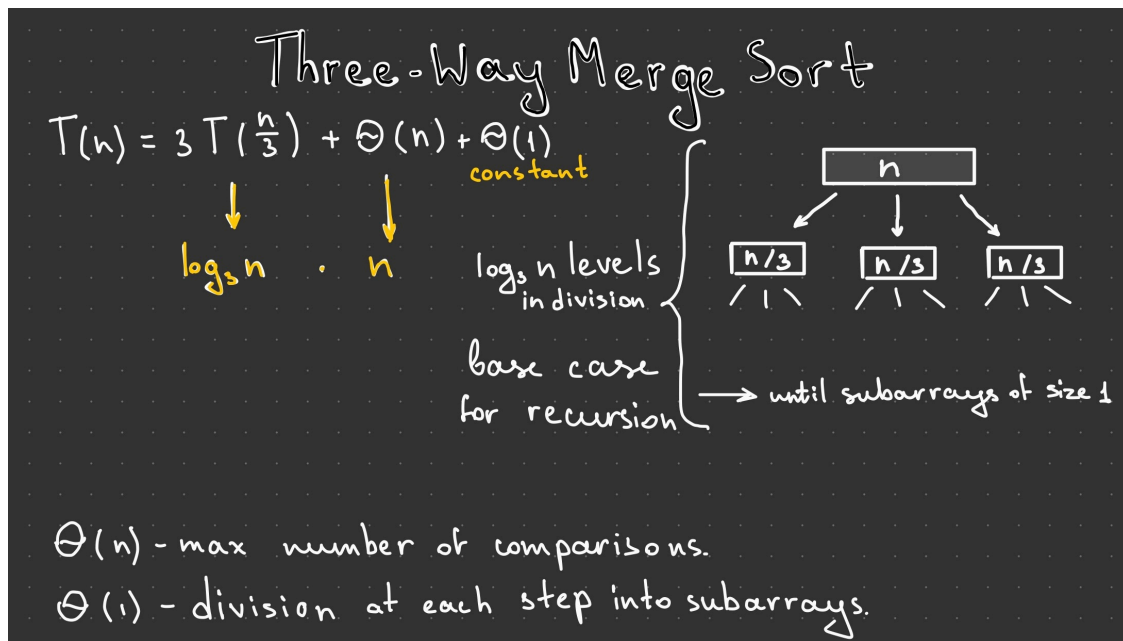 Three-Way Merge Sort
T(n) = 3 T(n/3) + Θ(n) + Θ(1)
constant
log₃n · n
n
n/3 n/3 n/3
log₃n levels
in division
base case
for recursion
→ until subarrays of size 1
Θ(n) - max number of comparisons.
Θ(1) - division at each step into subarrays.